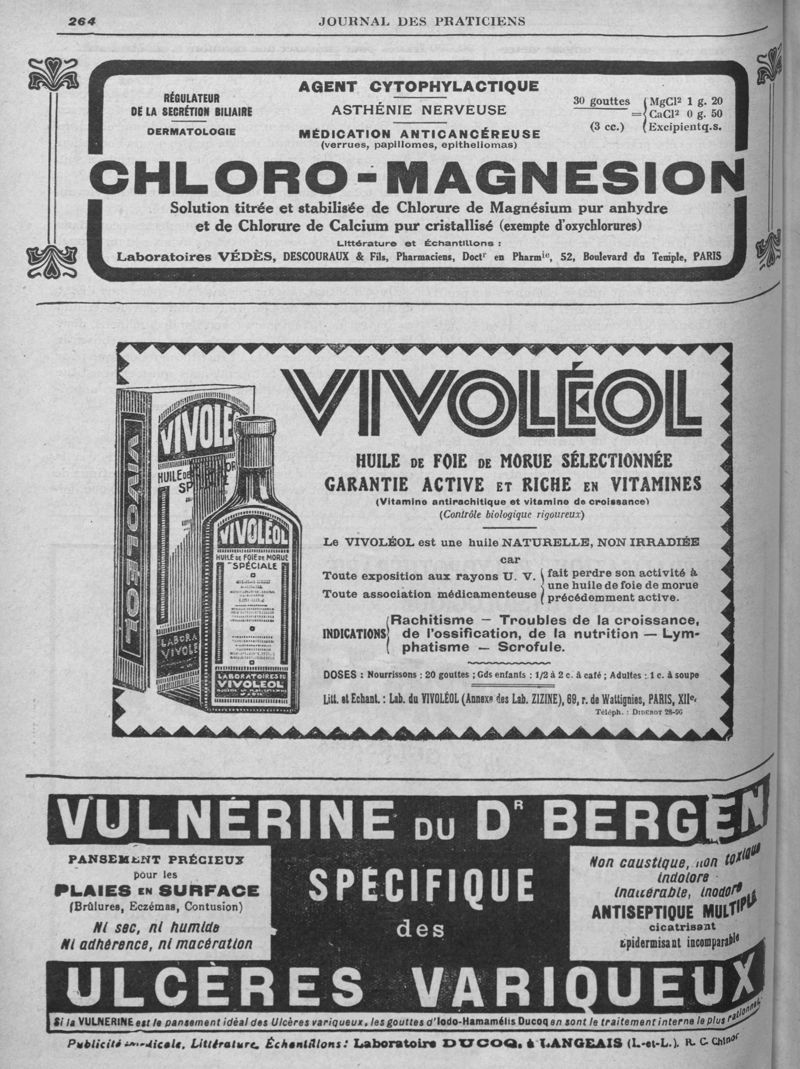 264
JOURNAL DES PRATICIENS
RÉGULATEUR
DE LA SECRÉTION BILIAIRE
DERMATOLOGIE
AGENT CYTOPHYLACTIQUE
ASTHÉNIE NERVEUSE
MÉDICATION ANTICANCÉREUSE
(verrues, papillomes, epitheliomas)
30 gouttes
(3 cc.)
=
MgCl² 1 g. 20
CaCl² 0 g. 50
Excipient q.s.
CHLORO-MAGNESION
Solution titrée et stabilisée de Chlorure de Magnésium pur anhydre
et de Chlorure de Calcium pur cristallisé (exempte d'oxychlorures)
Littérature et Échantillons :
Laboratoires VÉDÈS, DESCOURAUX & Fils, Pharmaciens, Doctʳ en Pharmⁱᵉ, 52, Boulevard du Temple, PARIS
VIVOLÉOL
VIVOLE
HUILE DE
SP
LABORA
VIVOLE
VIVOLÉOL
HUILE DE FOIE DE MORUE
SPÉCIALE
LABORATOIRES DU
VIVOLÉOL
VIVOLÉOL
HUILE DE FOIE DE MORUE SÉLECTIONNÉE
GARANTIE ACTIVE ET RICHE EN VITAMINES
(Vitamine antirachitique et vitamine de croissance)
(Contrôle biologique rigoureux)
Le VIVOLÉOL est une huile NATURELLE, NON IRRADIÉE
car
Toute exposition aux rayons U. V.
Toute association médicamenteuse
fait perdre son activité à
une huile de foie de morue
précédemment active.
INDICATIONS
Rachitisme — Troubles de la croissance,
de l'ossification, de la nutrition — Lym-
phatisme — Scrofule.
DOSES : Nourrissons : 20 gouttes ; Gds enfants : 1/2 à 2 c. à café ; Adultes : 1 c. à soupe
Litt. et Echant. : Lab. du VIVOLÉOL (Annexe des Lab. ZIZINE), 69, r. de Wattignies, PARIS, XIIᵉ.
Téléph. : DIDEROT 28-96
VULNÉRINE DU Dᴿ BERGEN
PANSEMENT PRÉCIEUX
pour les
PLAIES EN SURFACE
(Brûlures, Eczémas, Contusion)
Ni sec, ni humide
Ni adhérence, ni macération
SPÉCIFIQUE
des
Non caustique, non toxique
indolore
Inaltérable, inodore
ANTISEPTIQUE MULTIPLE
cicatrisant
Épidermisant incomparable
ULCÈRES VARIQUEUX
Si la VULNERINE est le pansement idéal des Ulcères variqueux, les gouttes d'Iodo-Hamamélis Ducoq en sont le traitement interne le plus rationnel.
Publicité médicale, Littérature, Échantillons : Laboratoire DUCOQ, à LANGEAIS (I.-et-L.). R. C. Chinon